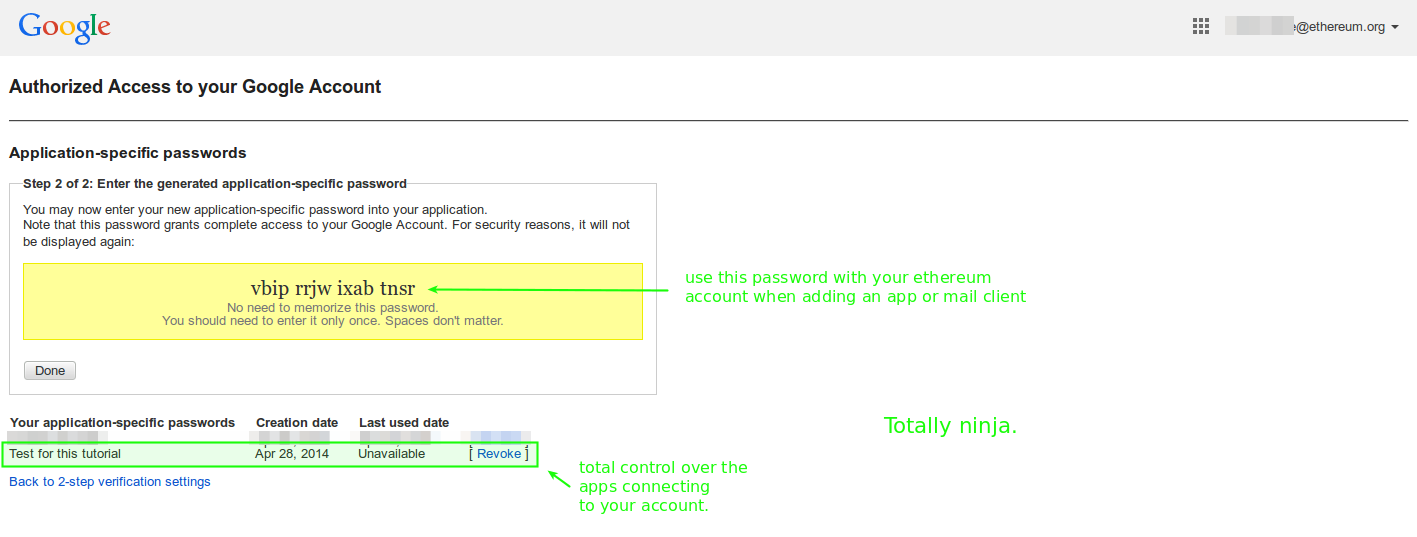 Google
e@ethereum.org
Authorized Access to your Google Account
Application-specific passwords
Step 2 of 2: Enter the generated application-specific password
You may now enter your new application-specific password into your application.
Note that this password grants complete access to your Google Account. For security reasons, it will not
be displayed again:
vbip rrjw ixab tnsr
No need to memorize this password.
You should need to enter it only once. Spaces don't matter.
use this password with your ethereum
account when adding an app or mail client
Done
Your application-specific passwords Creation date Last used date
Test for this tutorial Apr 28, 2014 Unavailable [ Revoke ]
Back to 2-step verification settings
Totally ninja.
total control over the
apps connecting
to your account.